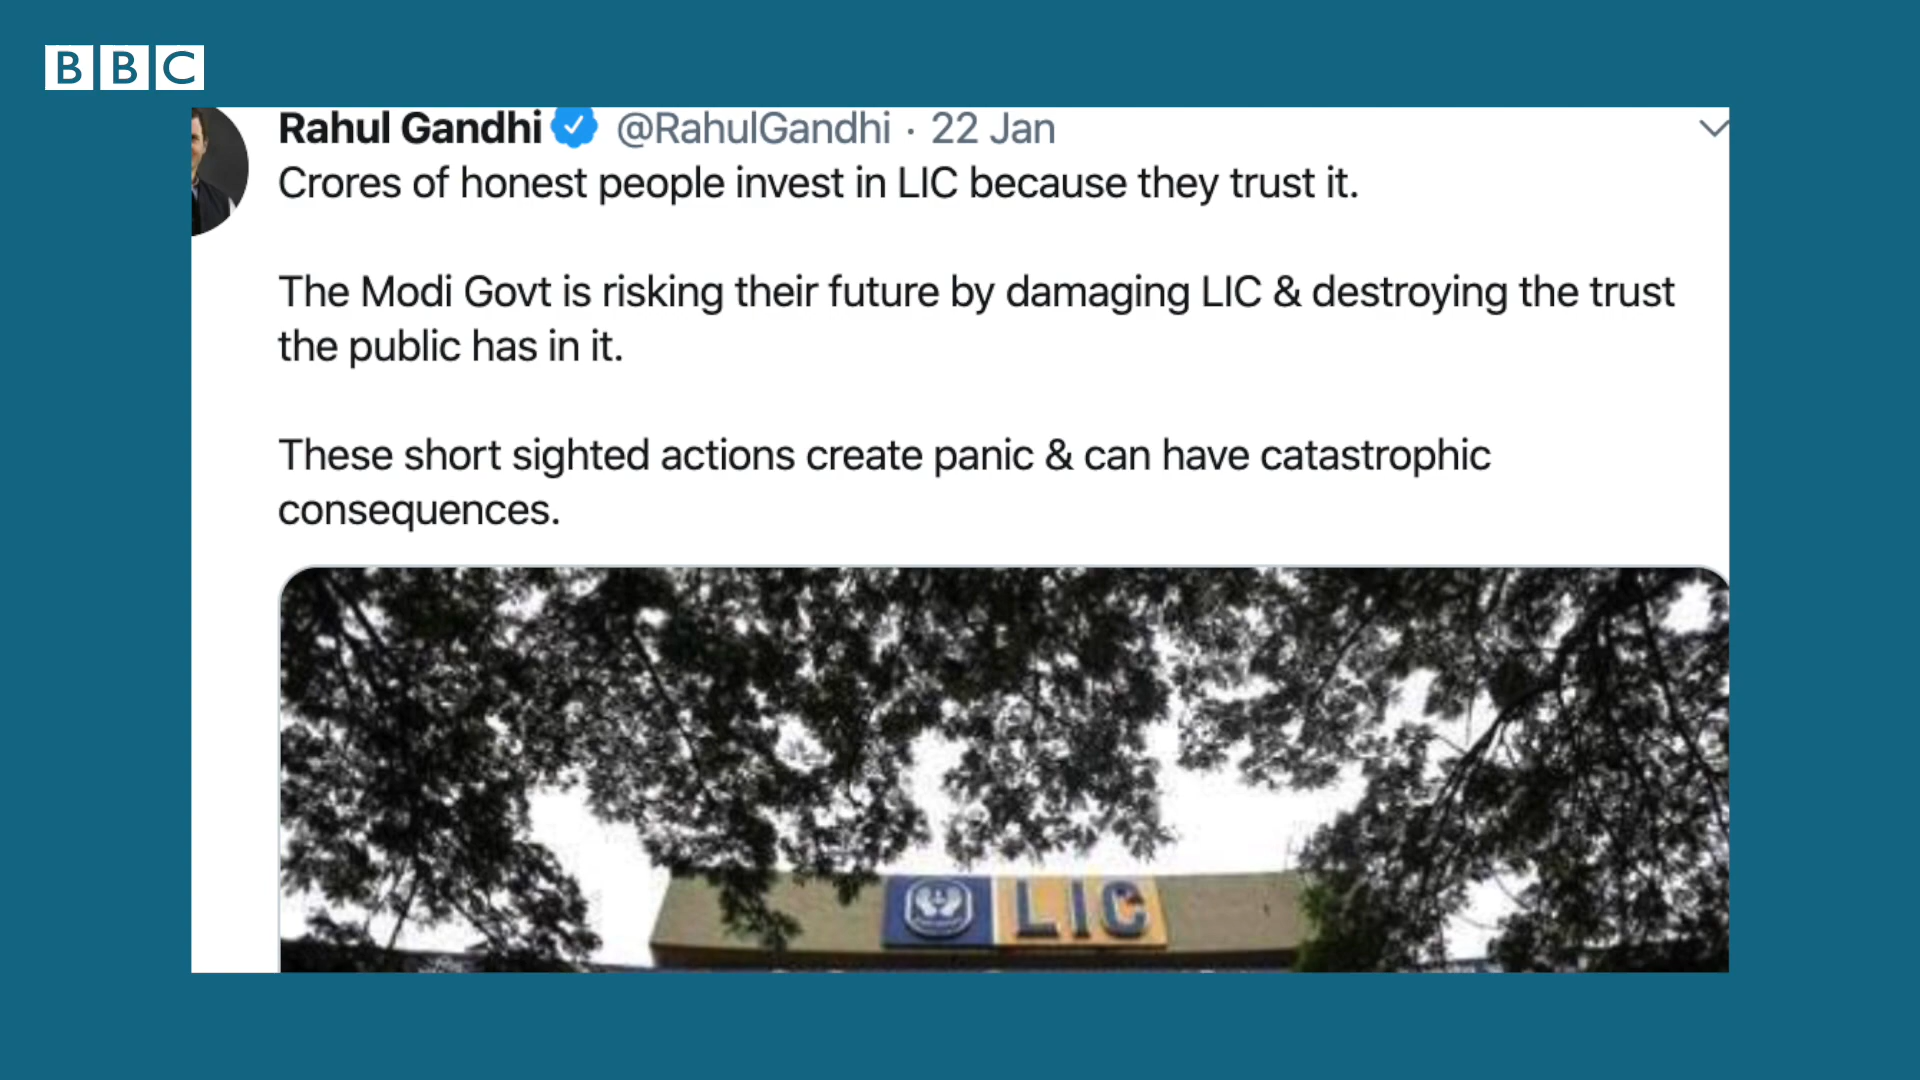 BBC
Rahul Gandhi @RahulGandhi · 22 Jan
Crores of honest people invest in LIC because they trust it.
The Modi Govt is risking their future by damaging LIC & destroying the trust
the public has in it.
These short sighted actions create panic & can have catastrophic
consequences.
LIC